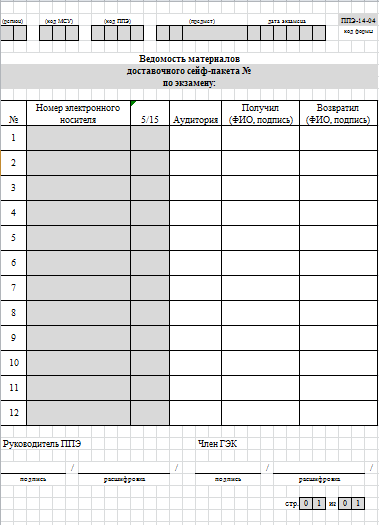 (регион) (код МСУ) (код ППЭ) (предмет) дата экзамена ППЭ-14-04
код формы
Ведомость материалов
доставочного сейф-пакета №
по экзамену:
№ Номер электронного носителя 5/15 Аудитория Получил (ФИО, подпись) Возвратил (ФИО, подпись)
1
2
3
4
5
6
7
8
9
10
11
12
Руководитель ППЭ Член ГЭК
/ / / /
подпись расшифровка подпись расшифровка
стр. 0 1 из 0 1